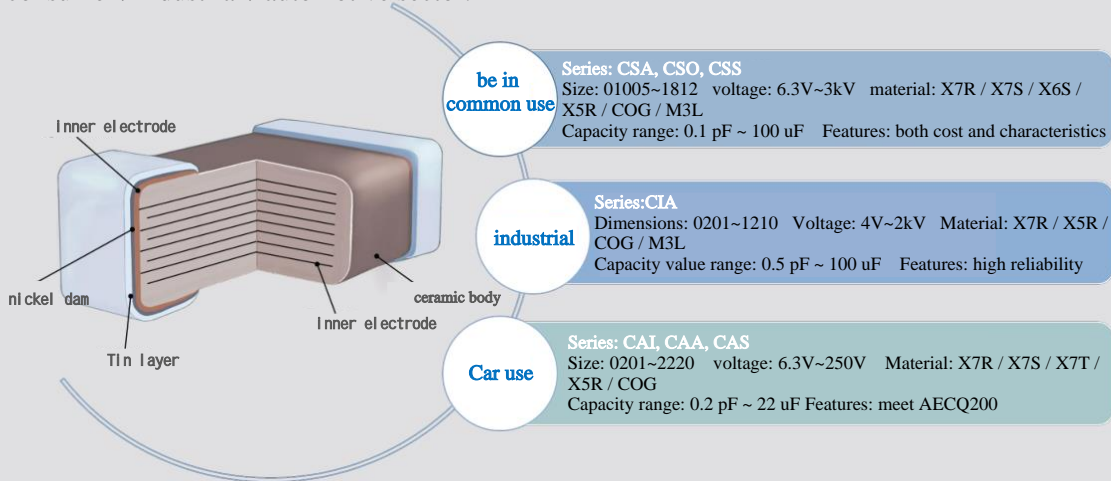 be in
common use
Series: CSA, CSO, CSS
Size: 01005~1812 voltage: 6.3V~3kV material: X7R / X7S / X6S /
X5R / COG / M3L
Capacity range: 0.1 pF ~ 100 uF Features: both cost and characteristics
Inner electrode
nickel dam
Tin layer
Inner electrode
ceramic body
industrial
Series:CIA
Dimensions: 0201~1210 Voltage: 4V~2kV Material: X7R / X5R /
COG / M3L
Capacity value range: 0.5 pF ~ 100 uF Features: high reliability
Car use
Series: CAI, CAA, CAS
Size: 0201~2220 voltage: 6.3V~250V Material: X7R / X7S / X7T /
X5R / COG
Capacity range: 0.2 pF ~ 22 uF Features: meet AECQ200